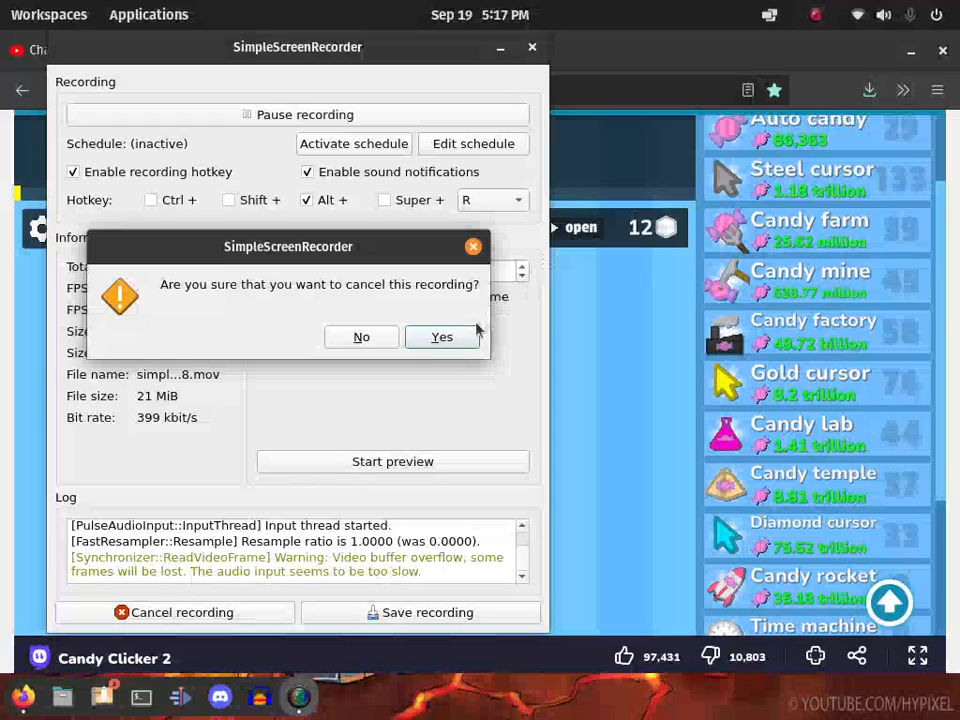 Workspaces Applications Sep 19 5:17 PM
SimpleScreenRecorder
Recording
Pause recording
Schedule: (inactive) Activate schedule Edit schedule
Enable recording hotkey Enable sound notifications
Hotkey: Ctrl + Shift + Alt + Super + R
open 12
SimpleScreenRecorder
Are you sure that you want to cancel this recording?
No Yes
File name: simpl...8.mov
File size: 21 MiB
Bit rate: 399 kbit/s
Start preview
Log
[PulseAudioInput::InputThread] Input thread started.
[FastResampler::Resample] Resample ratio is 1.0000 (was 0.0000).
[Synchronizer::ReadVideoFrame] Warning: Video buffer overflow, some
frames will be lost. The audio input seems to be too slow.
Cancel recording Save recording
Auto candy
86,363
Steel cursor 133
1.18 trillion
Candy farm
25.62 million
Candy mine
Candy factory 58
49.72 billion
Gold cursor 74
8.2 trillion
Candy lab 44
1.41 trillion
Candy temple 37
8.81 trillion
Diamond cursor 33
75.52 trillion
Candy rocket
35.18 trillion
Time machine
Candy Clicker 2 97,431 10,803
© YOUTUBE.COM/HYPIXEL